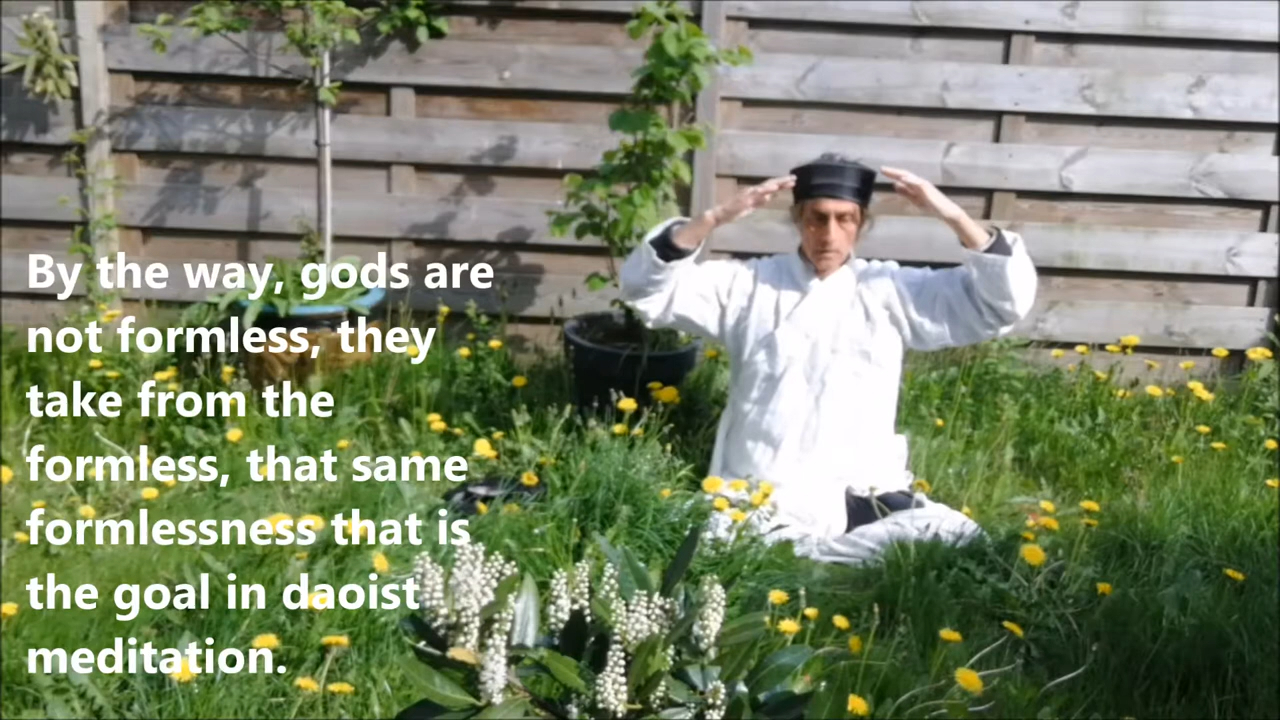 By the way, gods are
not formless, they
take from the
formless, that same
formlessness that is
the goal in daoist
meditation.